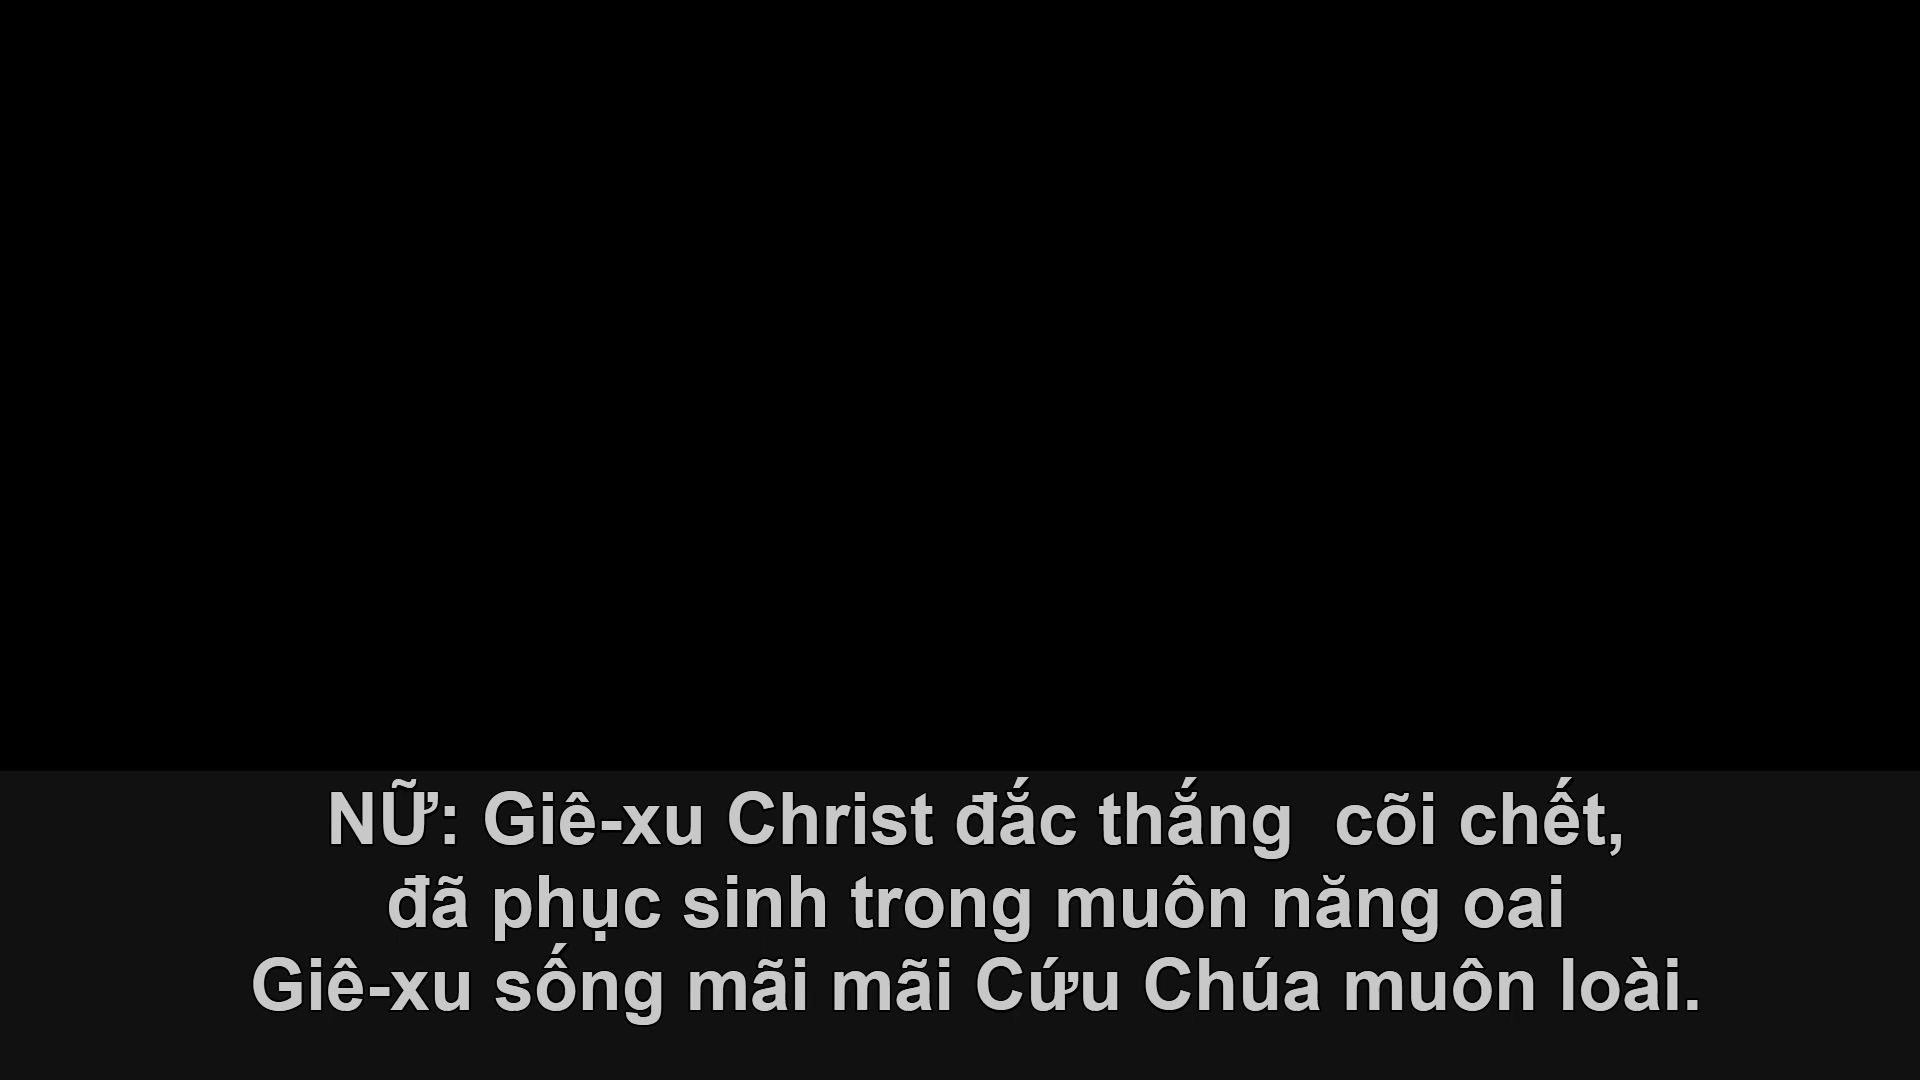 NỮ: Giê-xu Christ đắc thắng  cõi chết,
đã phục sinh trong muôn năng oai
Giê-xu sống mãi mãi Cứu Chúa muôn loài.